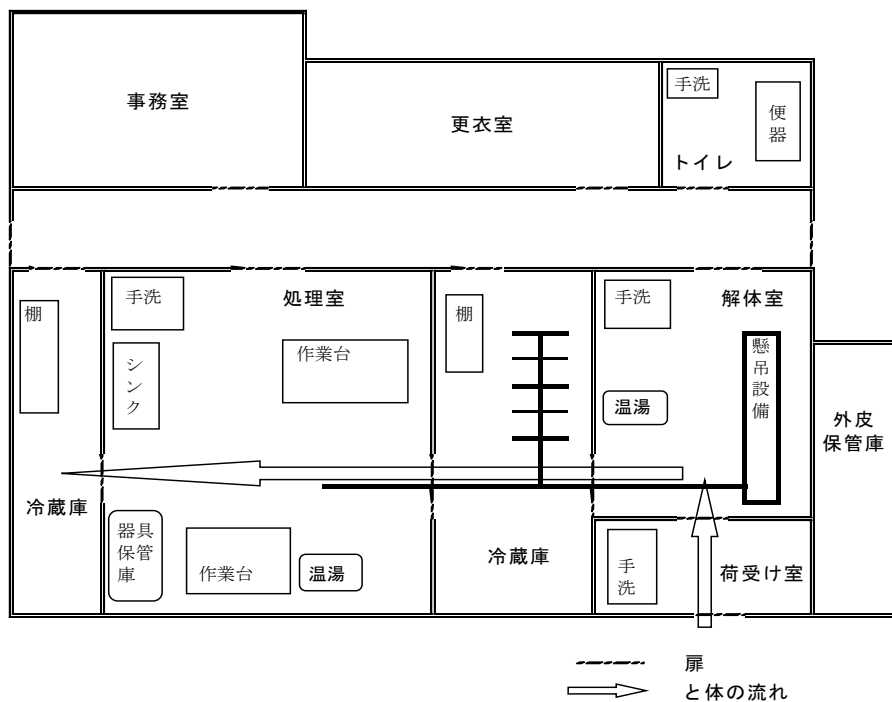 事務室
更衣室
手洗
便器
トイレ
手洗
処理室
手洗
解体室
棚
棚
シンク
作業台
懸吊設備
温湯
外皮
保管庫
冷蔵庫
器具
保管
庫
作業台
温湯
冷蔵庫
手洗
荷受け室
扉
と体の流れ